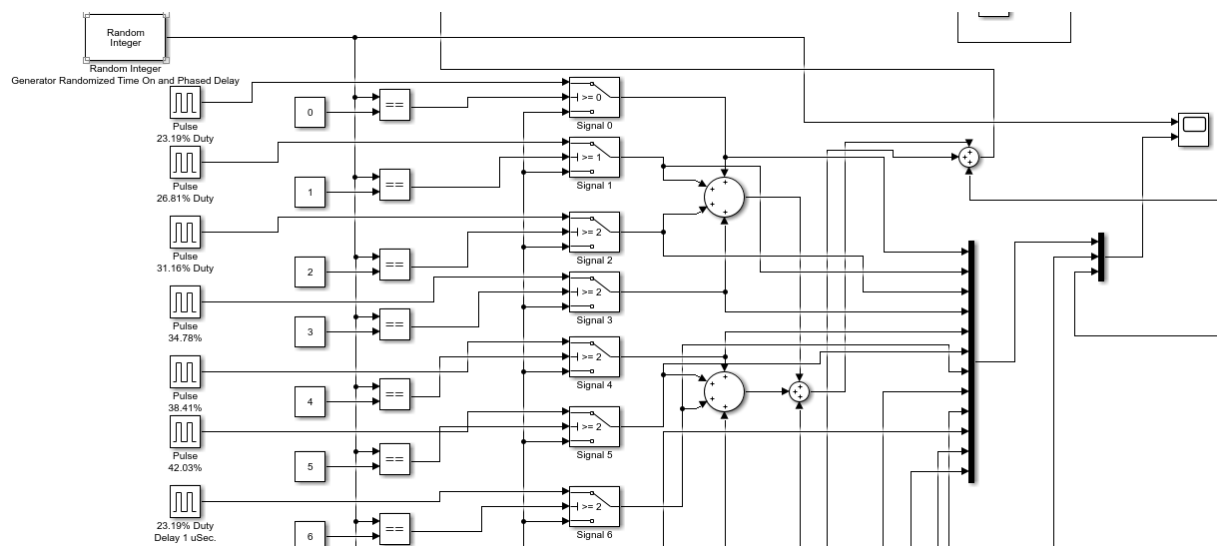 Random
Integer
Random Integer
Generator Randomized Time On and Phased Delay
Pulse
23.19% Duty
0
==
>= 0
Signal 0
Pulse
26.81% Duty
1
==
>= 1
Signal 1
Pulse
31.16% Duty
2
==
>= 2
Signal 2
Pulse
34.78%
3
==
>= 2
Signal 3
Pulse
38.41%
4
==
>= 2
Signal 4
Pulse
42.03%
5
==
>= 2
Signal 5
23.19% Duty
Delay 1 uSec.
6
==
>= 2
Signal 6